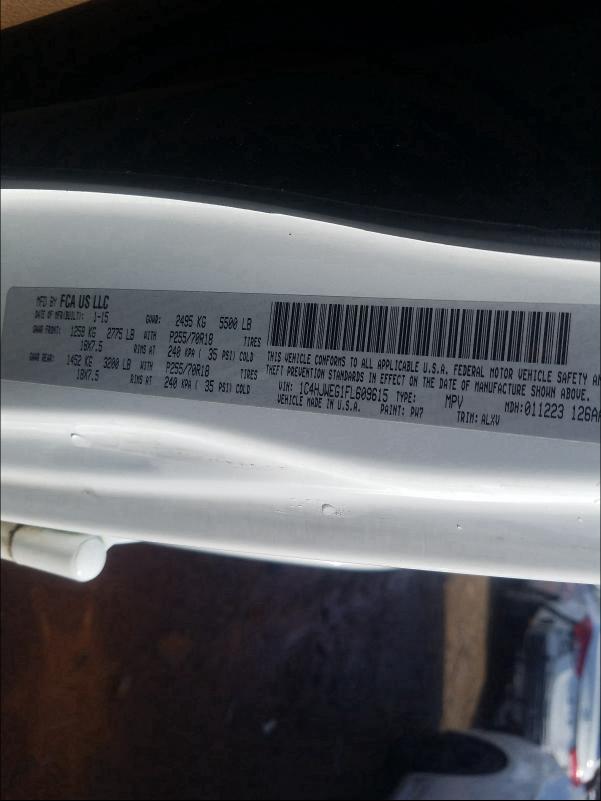 MFD BY FCA US LLC
DATE OF MFR(BUILT): 1-15 GVWR: 2495 KG 5500 LB
GAWR FRONT: 1259 KG 2775 LB WITH P255/70R18 TIRES
18X7.5 RIMS AT 240 KPA ( 35 PSI) COLD
GAWR REAR: 1452 KG 3200 LB WITH P255/70R18 TIRES
18X7.5 RIMS AT 240 KPA ( 35 PSI) COLD
THIS VEHICLE CONFORMS TO ALL APPLICABLE U.S.A. FEDERAL MOTOR VEHICLE SAFETY AN
THEFT PREVENTION STANDARDS IN EFFECT ON THE DATE OF MANUFACTURE SHOWN ABOVE.
VIN: 1C4HJWEG1FL609615 TYPE: MPV MDH: 011223 126AA
VEHICLE MADE IN U.S.A. PAINT: PW7 TRIM: ALXV